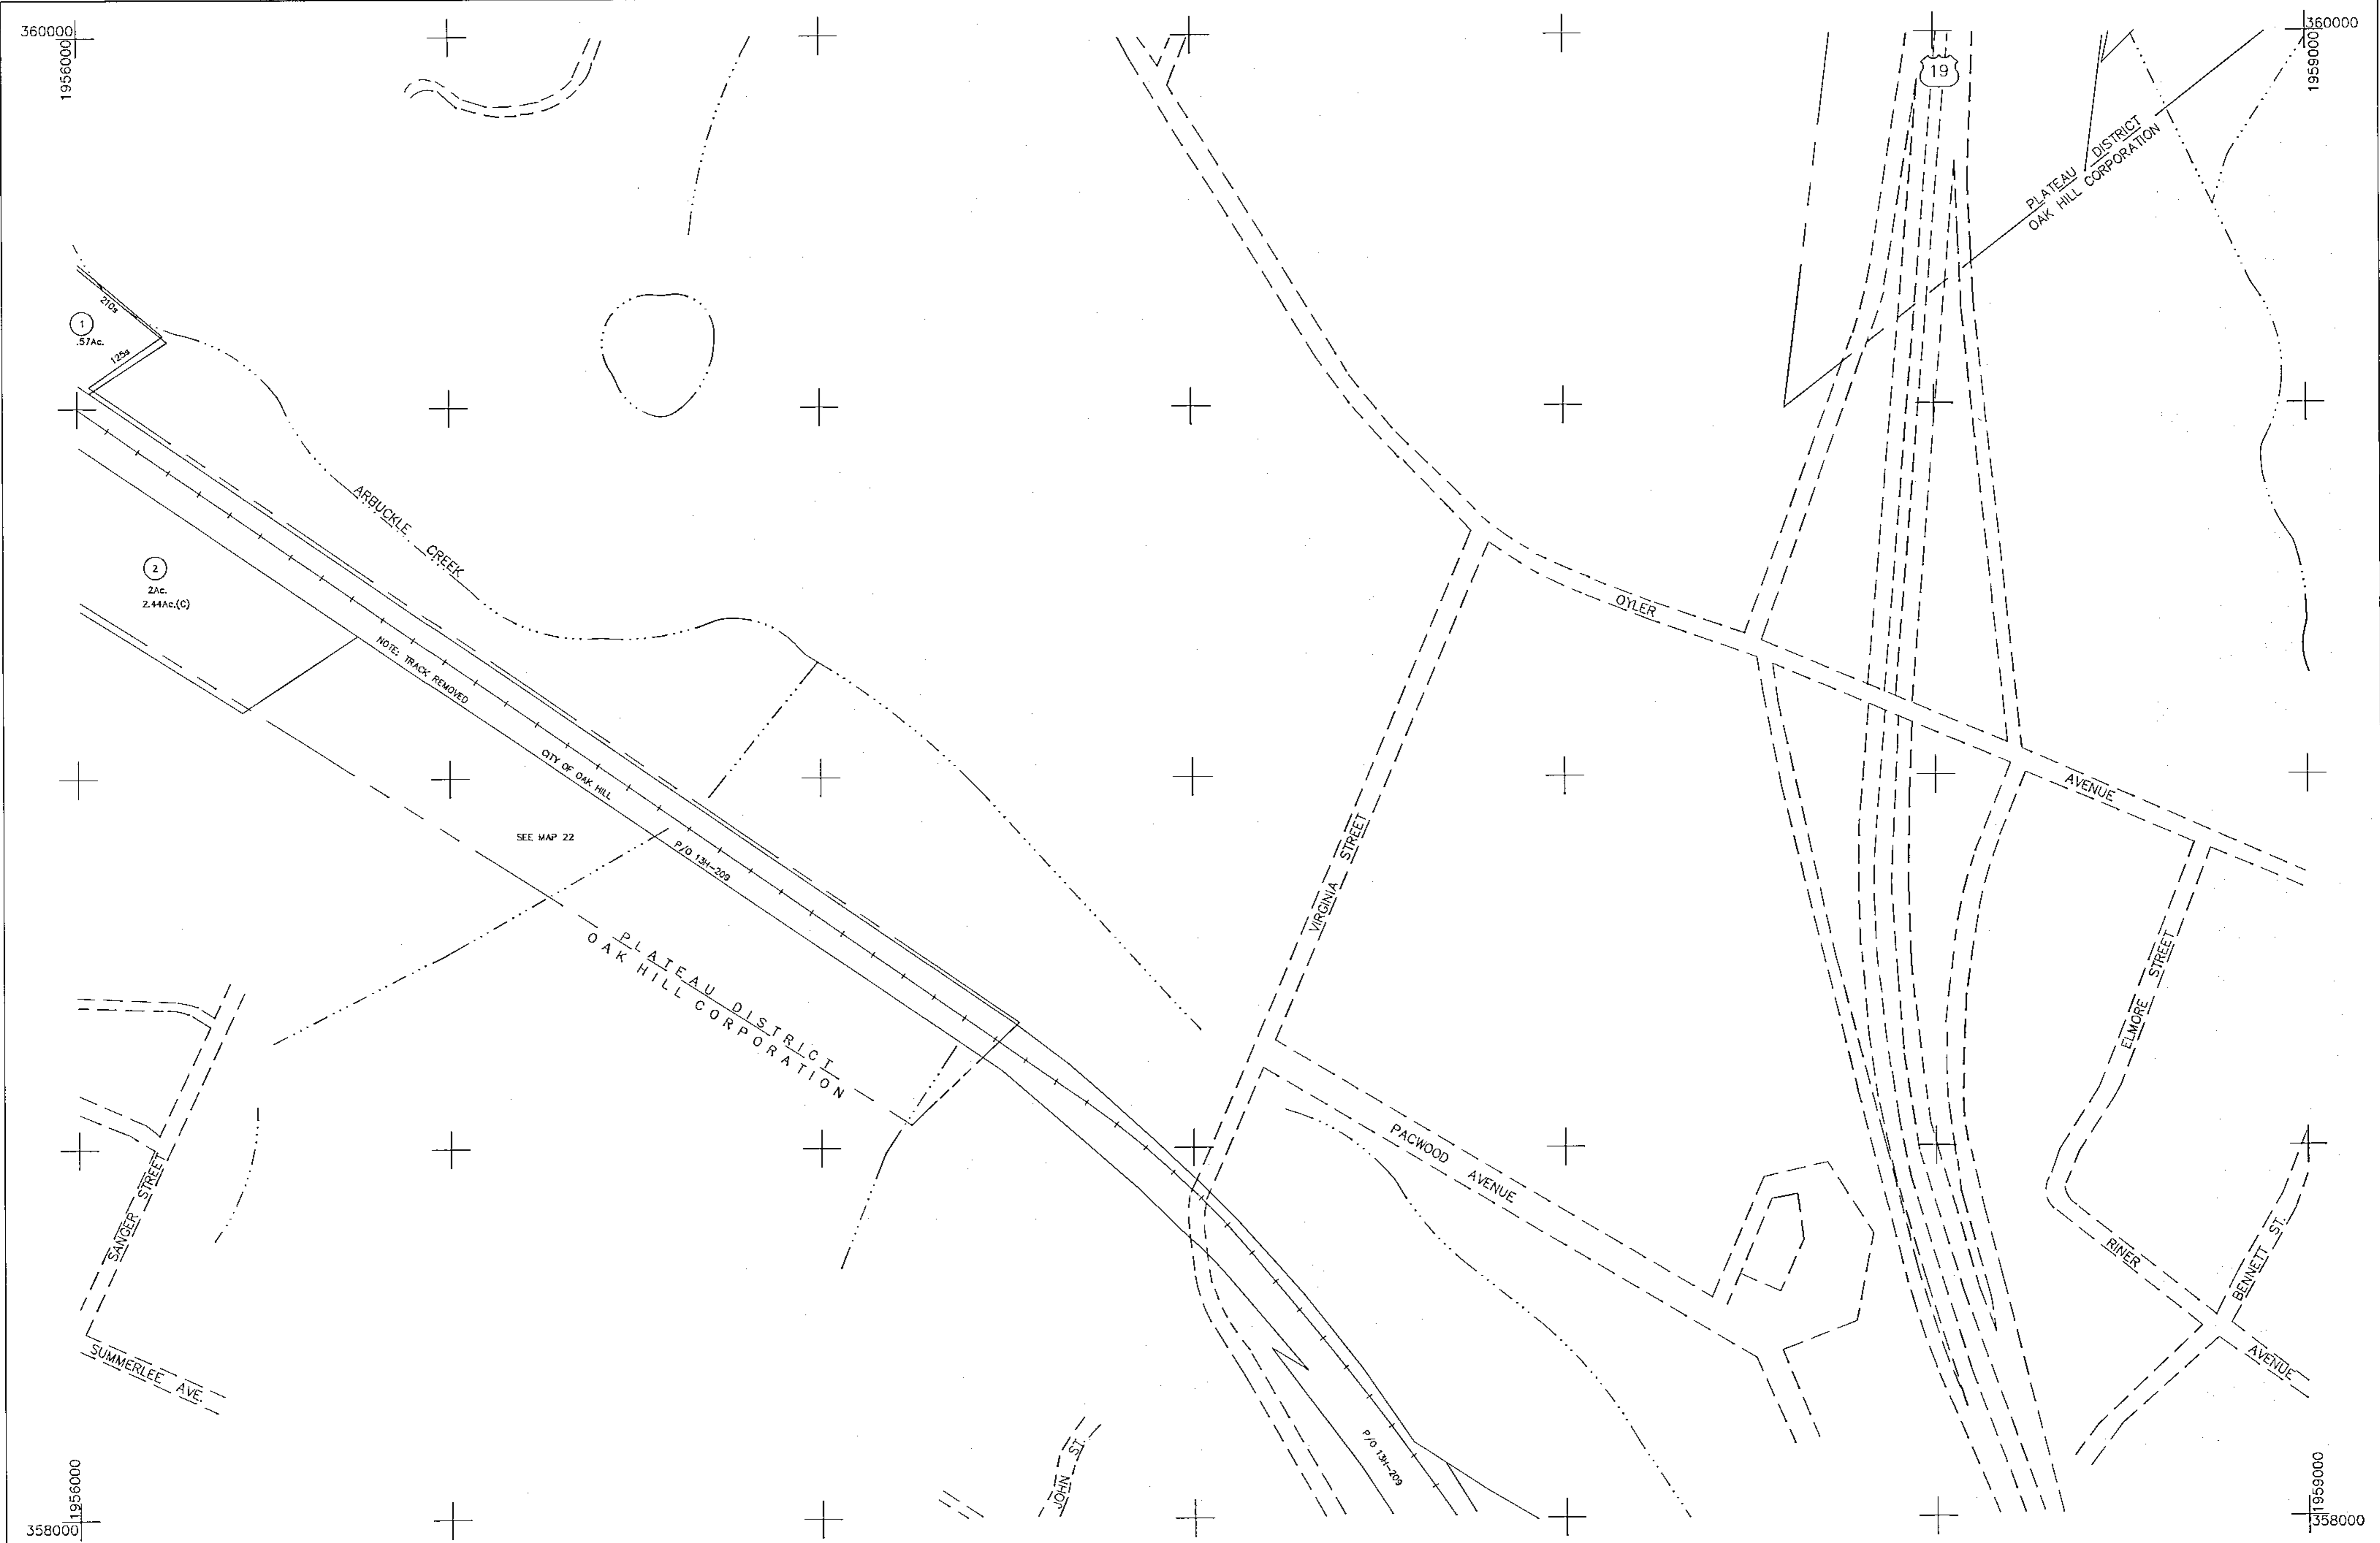 360000
1956000
19
360000
1959000
PLATEAU DISTRICT
OAK HILL CORPORATION
210s
1
.57Ac.
125s
ARBUCKLE CREEK
2
2Ac.
2.44Ac.(C)
OYLER AVENUE
NOTE: TRACK REMOVED
CITY OF OAK HILL
SEE MAP 22
P/O 13H-209
VIRGINIA STREET
PLATEAU DISTRICT
OAK HILL CORPORATION
ELMORE STREET
PACWOOD AVENUE
SANGER STREET
RINER AVENUE
BENNETT ST.
SUMMERLEE AVE.
JOHN ST.
P/O 13H-209
1956000
358000
1959000
358000